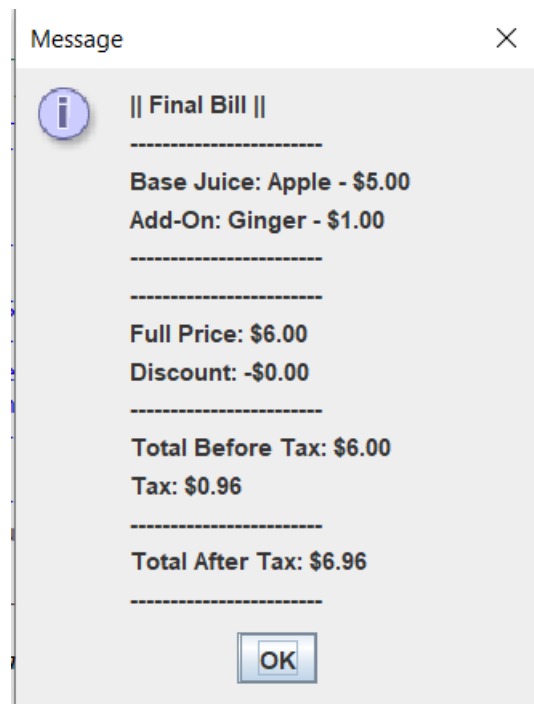 Message
|| Final Bill ||
------------------------
Base Juice: Apple - $5.00
Add-On: Ginger - $1.00
------------------------
------------------------
Full Price: $6.00
Discount: -$0.00
------------------------
Total Before Tax: $6.00
Tax: $0.96
------------------------
Total After Tax: $6.96
------------------------
OK